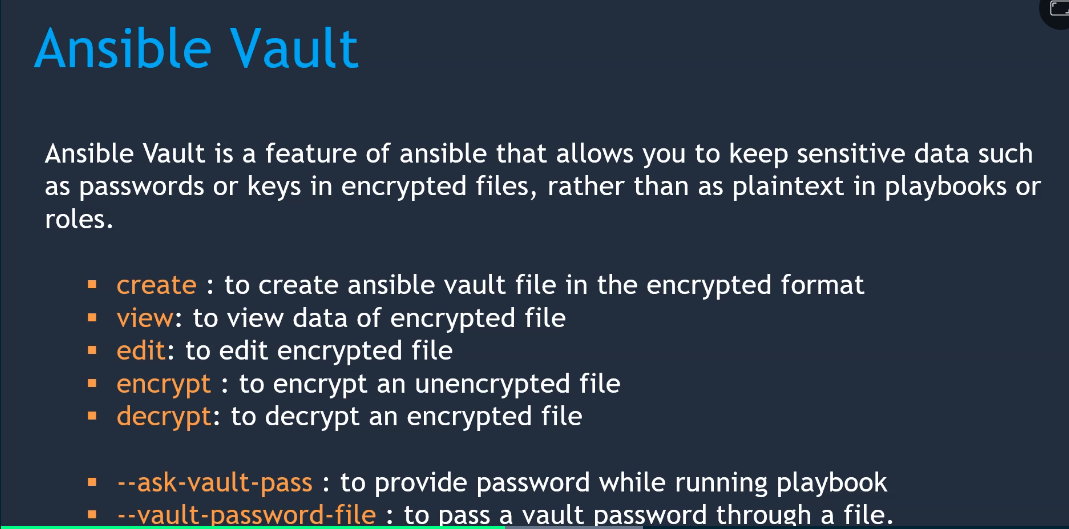 Ansible Vault
Ansible Vault is a feature of ansible that allows you to keep sensitive data such
as passwords or keys in encrypted files, rather than as plaintext in playbooks or
roles.
▪ create : to create ansible vault file in the encrypted format
▪ view: to view data of encrypted file
▪ edit: to edit encrypted file
▪ encrypt : to encrypt an unencrypted file
▪ decrypt: to decrypt an encrypted file
▪ --ask-vault-pass : to provide password while running playbook
▪ --vault-password-file : to pass a vault password through a file.